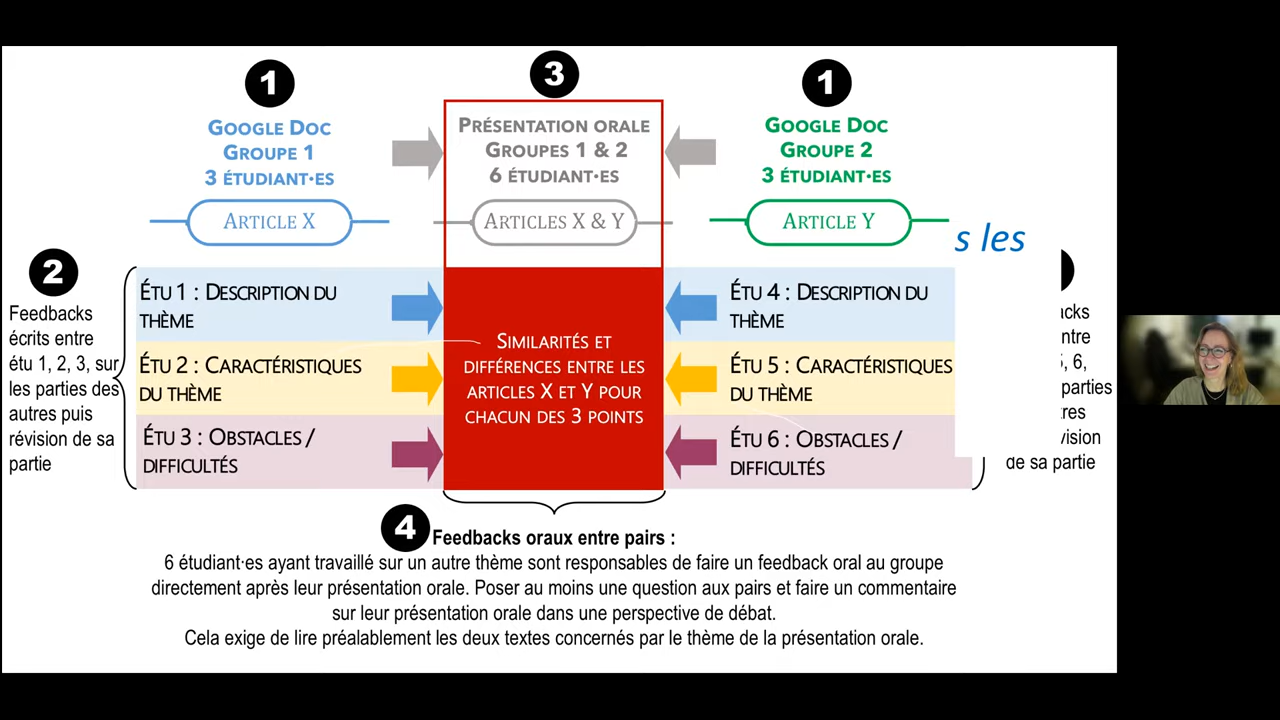 1
3
1
GOOGLE DOC
GROUPE 1
3 ÉTUDIANT·ES
PRÉSENTATION ORALE
GROUPES 1 & 2
6 ÉTUDIANT·ES
GOOGLE DOC
GROUPE 2
3 ÉTUDIANT·ES
ARTICLE X
ARTICLES X & Y
ARTICLE Y
s les
2
Feedbacks
écrits entre
étu 1, 2, 3, sur
les parties des
autres puis
révision de sa
partie
ÉTU 1 : DESCRIPTION DU
THÈME
ÉTU 2 : CARACTÉRISTIQUES
DU THÈME
ÉTU 3 : OBSTACLES /
DIFFICULTÉS
SIMILARITÉS ET
DIFFÉRENCES ENTRE LES
ARTICLES X ET Y POUR
CHACUN DES 3 POINTS
ÉTU 4 : DESCRIPTION DU
THÈME
ÉTU 5 : CARACTÉRISTIQUES
DU THÈME
ÉTU 6 : OBSTACLES /
DIFFICULTÉS
6,
parties
de sa partie
4
Feedbacks oraux entre pairs :
6 étudiant·es ayant travaillé sur un autre thème sont responsables de faire un feedback oral au groupe
directement après leur présentation orale. Poser au moins une question aux pairs et faire un commentaire
sur leur présentation orale dans une perspective de débat.
Cela exige de lire préalablement les deux textes concernés par le thème de la présentation orale.